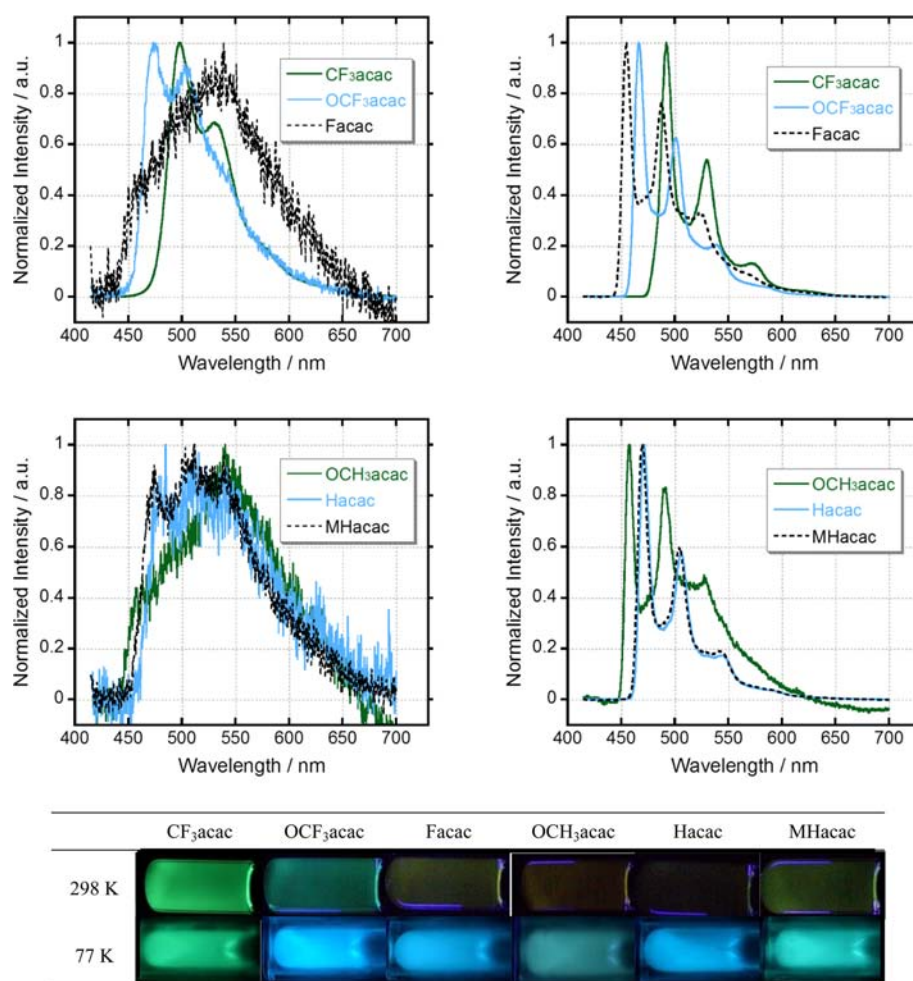 Normalized Intensity / a.u.
1
0.8
0.6
0.4
0.2
0
400 450 500 550 600 650 700
Wavelength / nm
CF₃acac
OCF₃acac
Facac
Normalized Intensity / a.u.
1
0.8
0.6
0.4
0.2
0
400 450 500 550 600 650 700
Wavelength / nm
CF₃acac
OCF₃acac
Facac
Normalized Intensity / a.u.
1
0.8
0.6
0.4
0.2
0
400 450 500 550 600 650 700
Wavelength / nm
OCH₃acac
Hacac
MHacac
Normalized Intensity / a.u.
1
0.8
0.6
0.4
0.2
0
400 450 500 550 600 650 700
Wavelength / nm
OCH₃acac
Hacac
MHacac
CF₃acac OCF₃acac Facac OCH₃acac Hacac MHacac
298 K
77 K